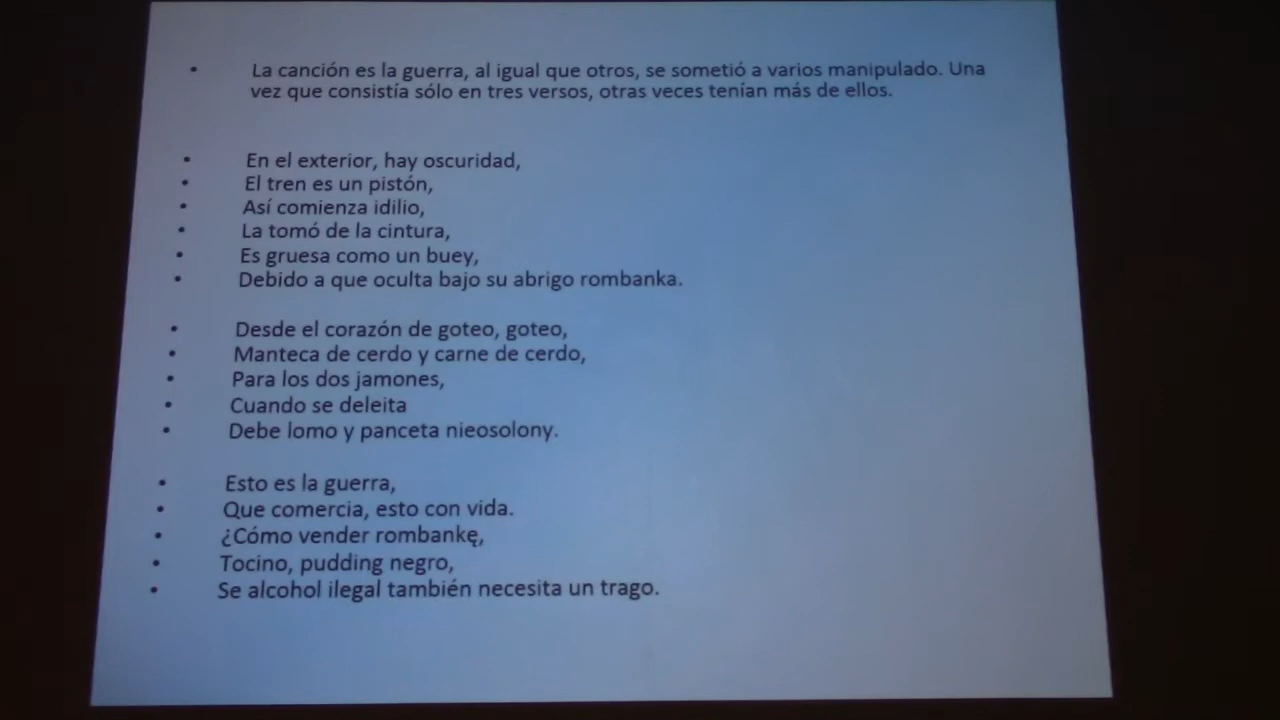 La canción es la guerra, al igual que otros, se sometió a varios manipulado. Una
vez que consistía sólo en tres versos, otras veces tenían más de ellos.
En el exterior, hay oscuridad,
El tren es un pistón,
Así comienza idilio,
La tomó de la cintura,
Es gruesa como un buey,
Debido a que oculta bajo su abrigo rombanka.
Desde el corazón de goteo, goteo,
Manteca de cerdo y carne de cerdo,
Para los dos jamones,
Cuando se deleita
Debe lomo y panceta nieosolony.
Esto es la guerra,
Que comercia, esto con vida.
¿Cómo vender rombankę,
Tocino, pudding negro,
Se alcohol ilegal también necesita un trago.